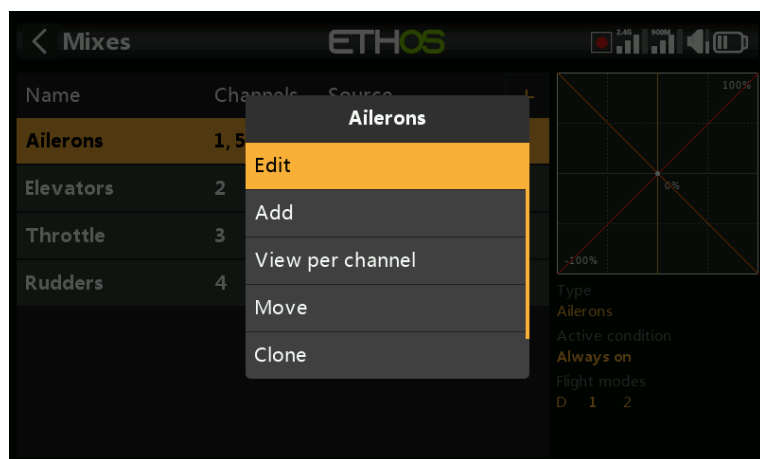 Mixes
ETHOS
2.4G
900M
Name Channels Source +
Ailerons 1, 5
Elevators 2
Throttle 3
Rudders 4
Ailerons
Edit
Add
View per channel
Move
Clone
100%
0%
-100%
Type
Ailerons
Active condition
Always on
Flight modes
D 1 2